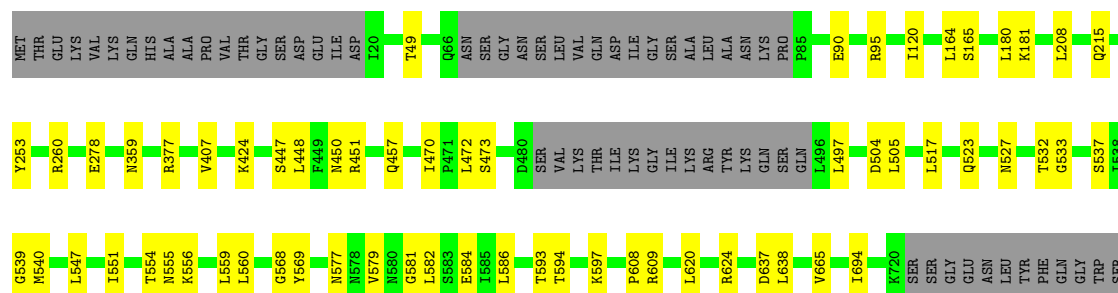 MET THR GLU LYS VAL LYS GLN HIS ALA ALA PRO VAL THR GLY SER ASP GLU ILE ASP I20 T49 Q66 ASN SER GLY ASN SER LEU VAL GLN ASP ILE GLY SER ALA LEU ALA ASN LYS PRO P85 E90 R95 I120 L164 S165 L180 K181 L208 Q215
Y253 R260 E278 N359 R377 V407 K424 S447 L448 F449 N450 R451 Q457 I470 P471 L472 S473 D480 SER VAL LYS THR ILE LYS GLY ILE LYS ARG TYR LYS GLN SER GLN L496 L497 D504 L505 L517 Q523 N527 T532 G533 S537 I538
G539 M540 L547 I551 T554 N555 K556 L559 L560 G568 Y569 N577 N578 V579 N580 G581 L582 S583 E584 I585 L586 T593 T594 K597 P608 R609 L620 R624 D637 L638 V665 I694 K720 SER SER GLY GLU ASN LEU TYR PHE GLN GLY TRP SER